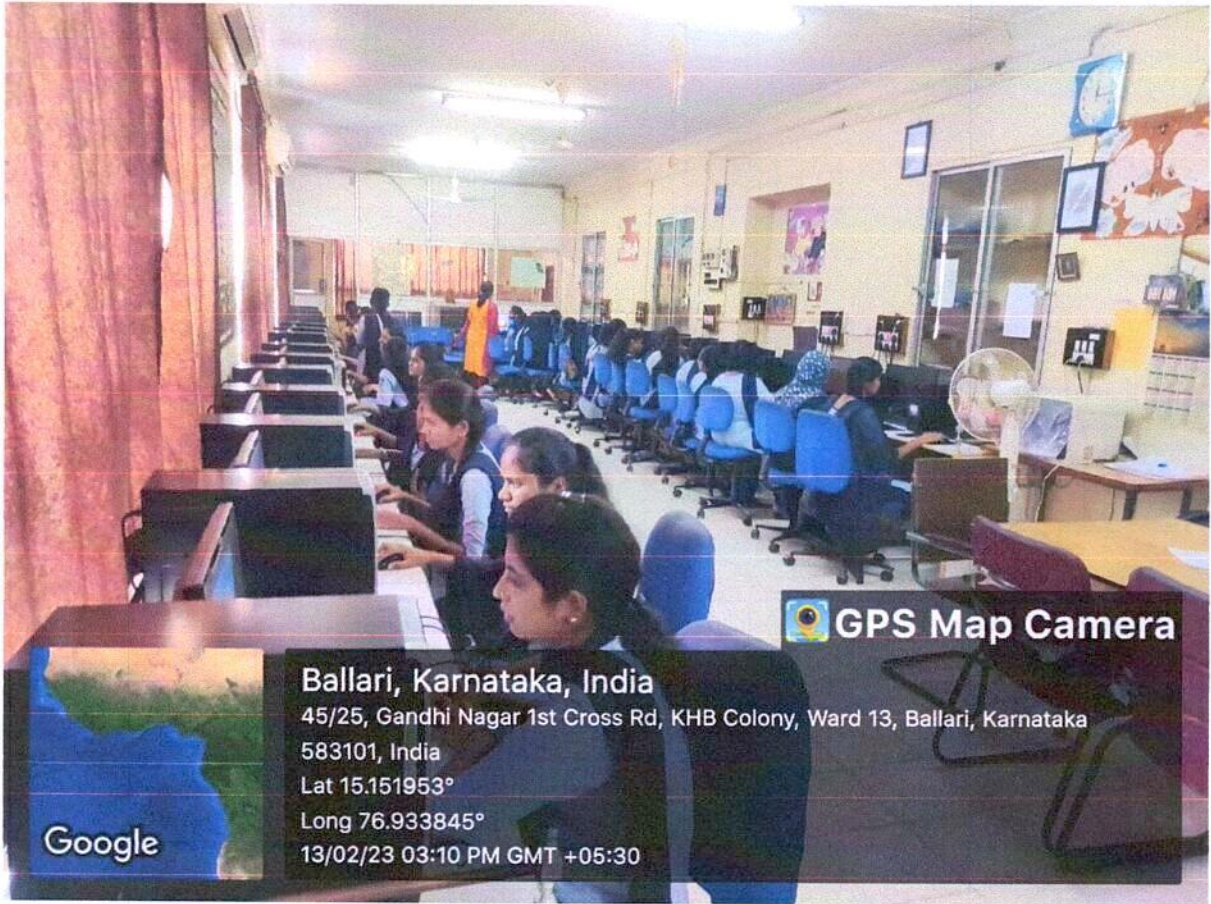 GPS Map Camera
Ballari, Karnataka, India
45/25, Gandhi Nagar 1st Cross Rd, KHB Colony, Ward 13, Ballari, Karnataka
583101, India
Lat 15.151953°
Long 76.933845°
13/02/23 03:10 PM GMT +05:30
Google